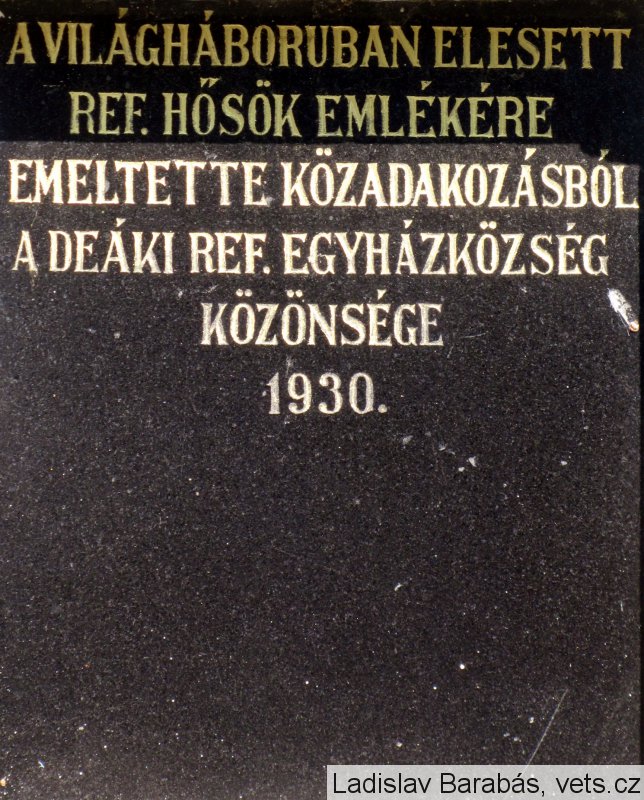 A VILÁGHÁBORUBAN ELESETT
REF. HŐSÖK EMLÉKÉRE
EMELTETTE KÖZADAKOZÁSBÓL
A DEÁKI REF. EGYHÁZKÖZSÉG
KÖZÖNSÉGE
1930.
Ladislav Barabás, vets.cz